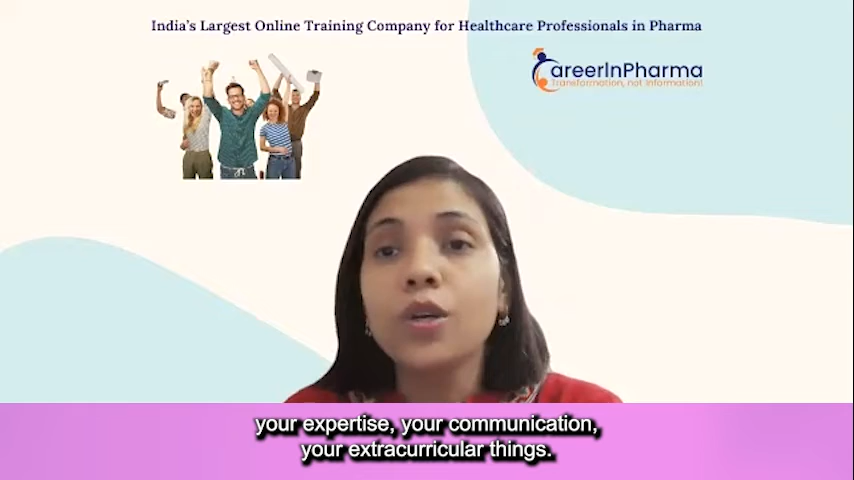 India's Largest Online Training Company for Healthcare Professionals in Pharma
CareerInPharma
Transformation, not Information!
your expertise, your communication,
your extracurricular things.